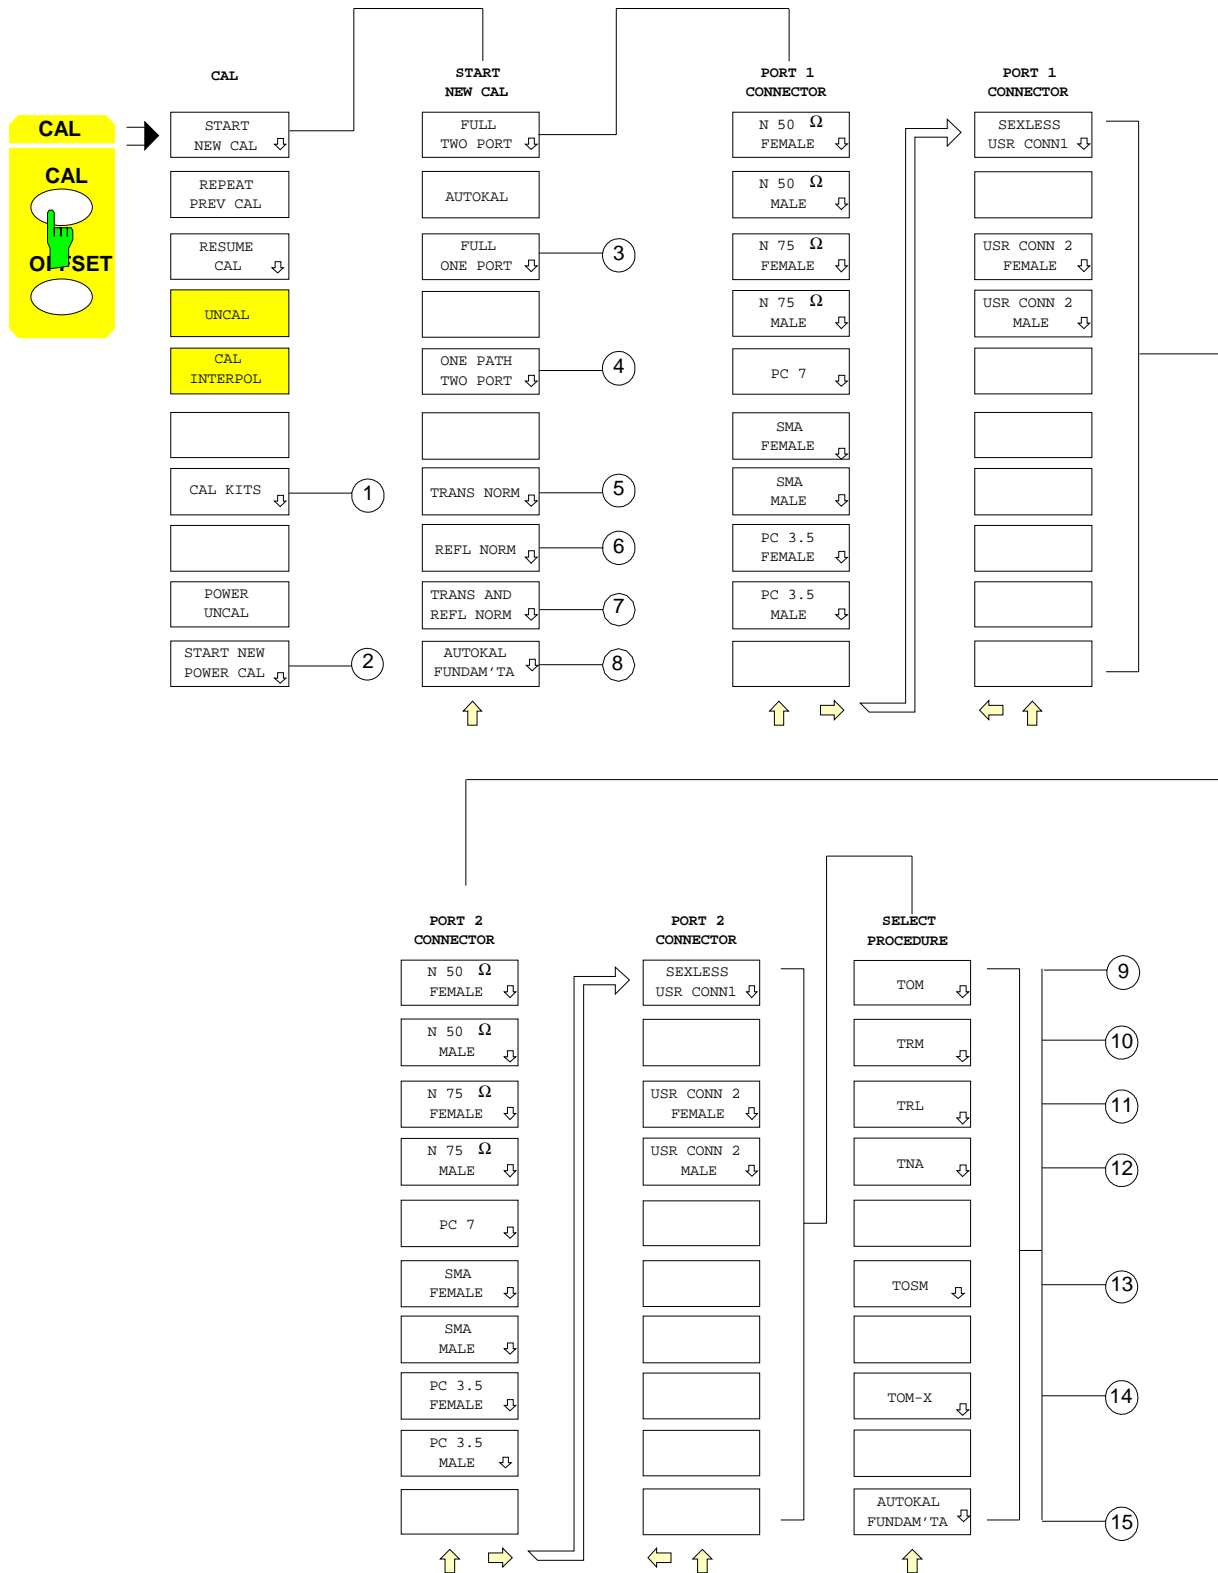 CAL
CAL
OFFSET
CAL
START
NEW CAL
REPEAT
PREV CAL
RESUME
CAL
UNCAL
CAL
INTERPOL
CAL KITS
1
POWER
UNCAL
START NEW
POWER CAL
2
START
NEW CAL
FULL
TWO PORT
AUTOKAL
FULL
ONE PORT
3
ONE PATH
TWO PORT
4
TRANS NORM
5
REFL NORM
6
TRANS AND
REFL NORM
7
AUTOKAL
FUNDAM'TA
8
PORT 1
CONNECTOR
N 50 Ω
FEMALE
N 50 Ω
MALE
N 75 Ω
FEMALE
N 75 Ω
MALE
PC 7
SMA
FEMALE
SMA
MALE
PC 3.5
FEMALE
PC 3.5
MALE
PORT 1
CONNECTOR
SEXLESS
USR CONN1
USR CONN 2
FEMALE
USR CONN 2
MALE
PORT 2
CONNECTOR
N 50 Ω
FEMALE
N 50 Ω
MALE
N 75 Ω
FEMALE
N 75 Ω
MALE
PC 7
SMA
FEMALE
SMA
MALE
PC 3.5
FEMALE
PC 3.5
MALE
PORT 2
CONNECTOR
SEXLESS
USR CONN1
USR CONN 2
FEMALE
USR CONN 2
MALE
SELECT
PROCEDURE
TOM
9
TRM
10
TRL
11
TNA
12
TOSM
13
TOM-X
14
AUTOKAL
FUNDAM'TA
15